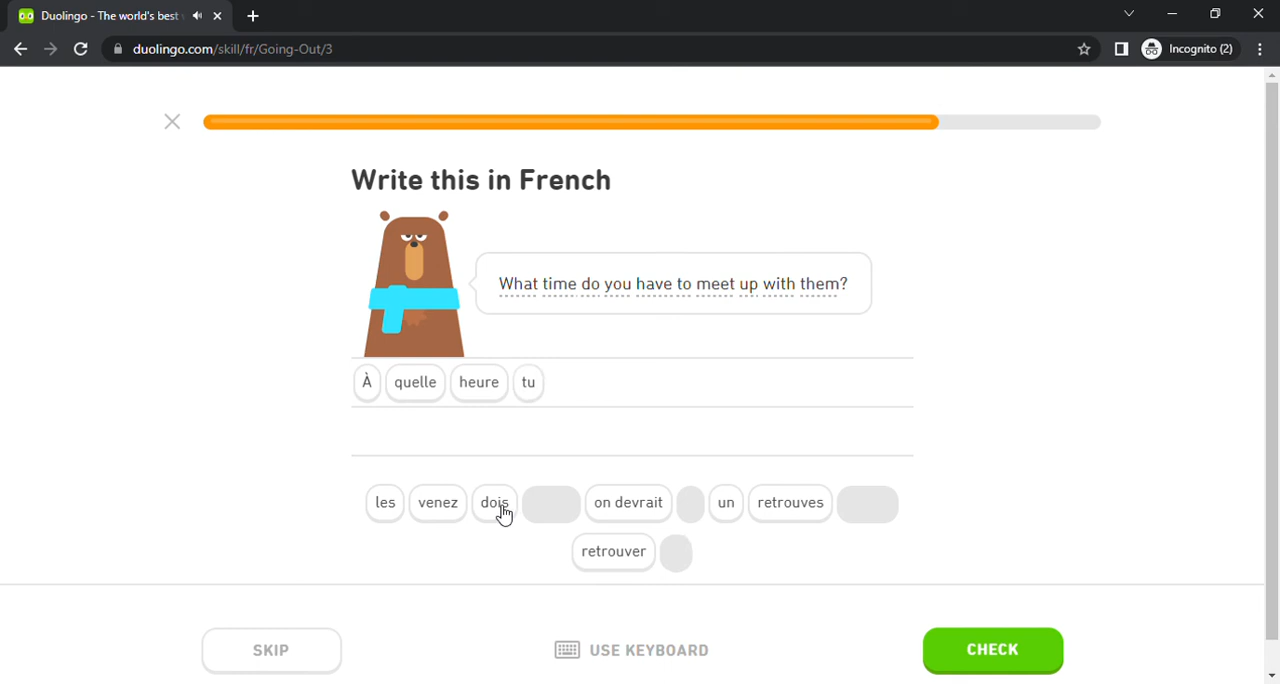 Duolingo - The world's best
duolingo.com/skill/fr/Going-Out/3
Incognito (2)
Write this in French
What time do you have to meet up with them?
À quelle heure tu
les venez dois on devrait un retrouves
retrouver
SKIP USE KEYBOARD CHECK